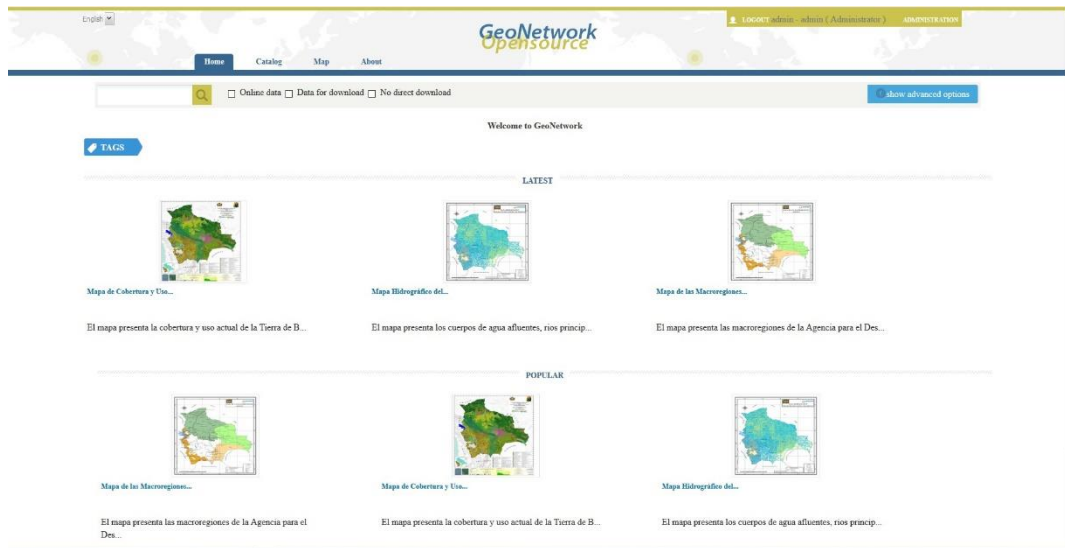 English
LOGOUT admin - admin ( Administrator ) ADMINISTRATION
GeoNetwork
Opensource
Home Catalog Map About
Online data Data for download No direct download
show advanced options
Welcome to GeoNetwork
TAGS
LATEST
Mapa de Cobertura y Uso... Mapa Hidrográfico del... Mapa de las Macroregiones...
El mapa presenta la cobertura y uso actual de la Tierra de B... El mapa presenta los cuerpos de agua afluentes, rios princip... El mapa presenta las macroregiones de la Agencia para el Des...
POPULAR
Mapa de las Macroregiones... Mapa de Cobertura y Uso... Mapa Hidrográfico del...
El mapa presenta las macroregiones de la Agencia para el El mapa presenta la cobertura y uso actual de la Tierra de B... El mapa presenta los cuerpos de agua afluentes, rios princip...
Des...